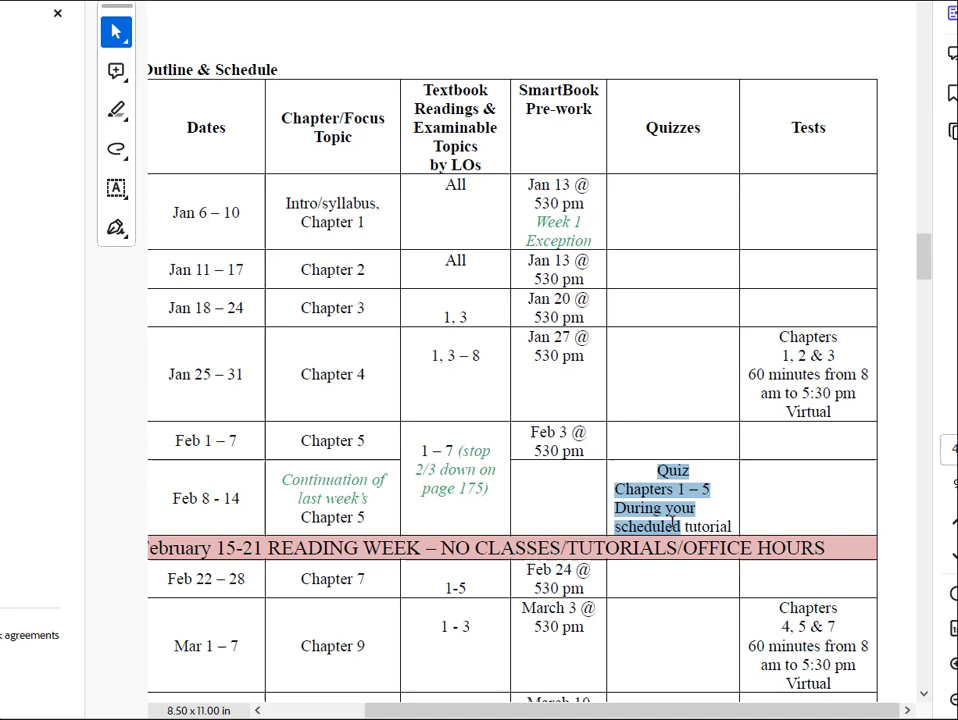 Outline & Schedule
Dates
Chapter/Focus
Topic
Textbook
Readings &
Examinable
Topics
by LOs
SmartBook
Pre-work
Quizzes
Tests
Jan 6 – 10
Intro/syllabus,
Chapter 1
All
Jan 13 @
530 pm
Week 1
Exception
Jan 11 – 17
Chapter 2
All
Jan 13 @
530 pm
Jan 18 – 24
Chapter 3
1, 3
Jan 20 @
530 pm
Jan 25 – 31
Chapter 4
1, 3 – 8
Jan 27 @
530 pm
Chapters
1, 2 & 3
60 minutes from 8
am to 5:30 pm
Virtual
Feb 1 – 7
Chapter 5
1 – 7 (stop
2/3 down on
page 175)
Feb 3 @
530 pm
Feb 8 - 14
Continuation of
last week's
Chapter 5
Quiz
Chapters 1 – 5
During your
scheduled tutorial
February 15-21 READING WEEK – NO CLASSES/TUTORIALS/OFFICE HOURS
Feb 22 – 28
Chapter 7
1-5
Feb 24 @
530 pm
Mar 1 – 7
Chapter 9
1 - 3
March 3 @
530 pm
Chapters
4, 5 & 7
60 minutes from 8
am to 5:30 pm
Virtual
March 10
agreements
8.50 x 11.00 in